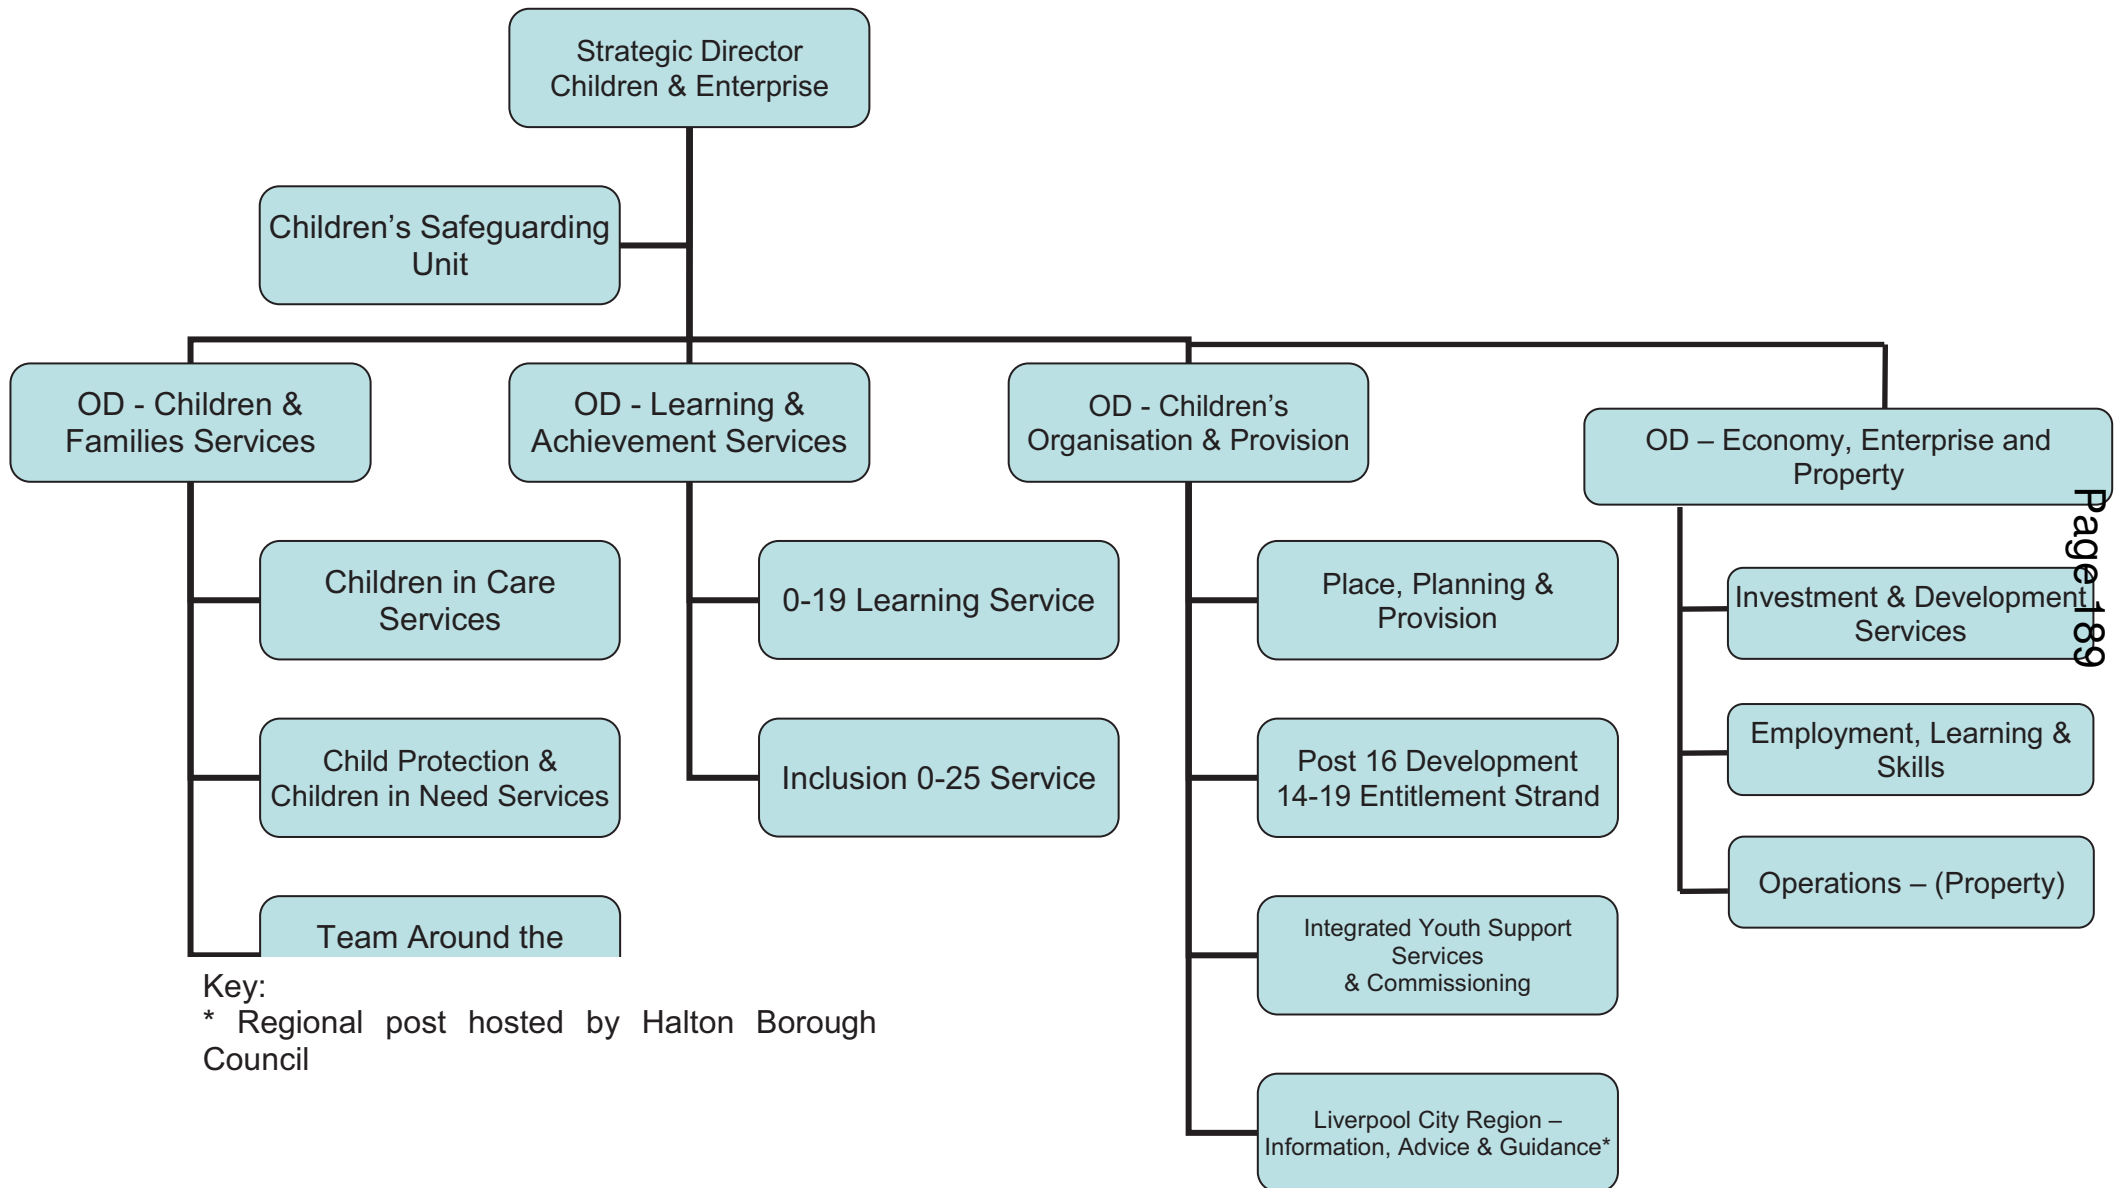 Strategic Director
Children & Enterprise
Children’s Safeguarding
Unit
OD - Children &
Families Services
OD - Learning &
Achievement Services
OD - Children’s
Organisation & Provision
OD – Economy, Enterprise and
Property
Children in Care
Services
Child Protection &
Children in Need Services
Team Around the
0-19 Learning Service
Inclusion 0-25 Service
Place, Planning &
Provision
Post 16 Development
14-19 Entitlement Strand
Integrated Youth Support
Services
& Commissioning
Liverpool City Region –
Information, Advice & Guidance*
Investment & Development
Services
Employment, Learning &
Skills
Operations – (Property)
Key:
* Regional post hosted by Halton Borough
Council
Page 189